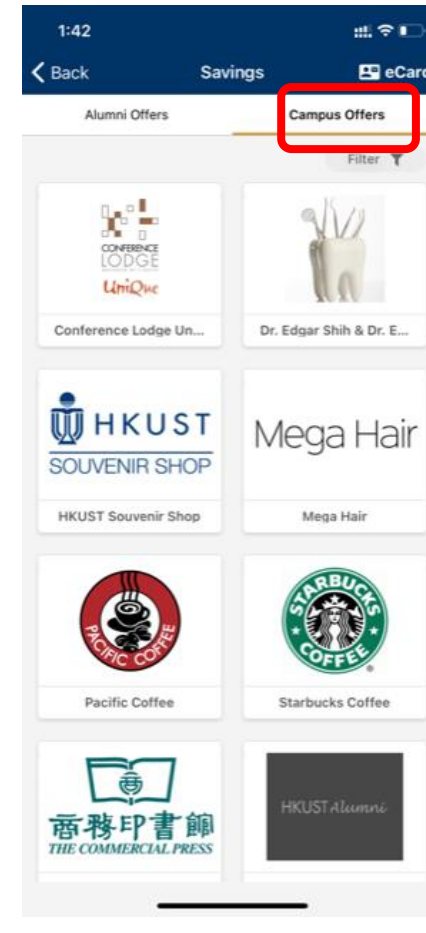 1:42
Back
Savings
eCard
Alumni Offers
Campus Offers
Filter
CONFERENCE
LODGE
UniQue
Conference Lodge Un...
Dr. Edgar Shih & Dr. E...
HKUST
SOUVENIR SHOP
HKUST Souvenir Shop
Mega Hair
Mega Hair
PACIFIC COFFEE
Pacific Coffee
STARBUCKS
COFFEE
®
Starbucks Coffee
商務印書館
THE COMMERCIAL PRESS
HKUST Alumni